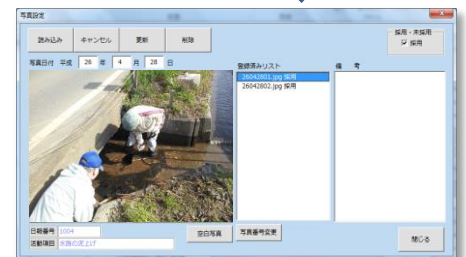 写真設定
読み込み キャンセル 更新 削除
採用・未採用
採用
写真日付 平成 26 年 4 月 28 日
登録済みリスト 備 考
26042801.jpg 採用
26042802.jpg 採用
日報番号 1004
空白写真 写真番号変更
活動項目 水路の泥上げ
閉じる